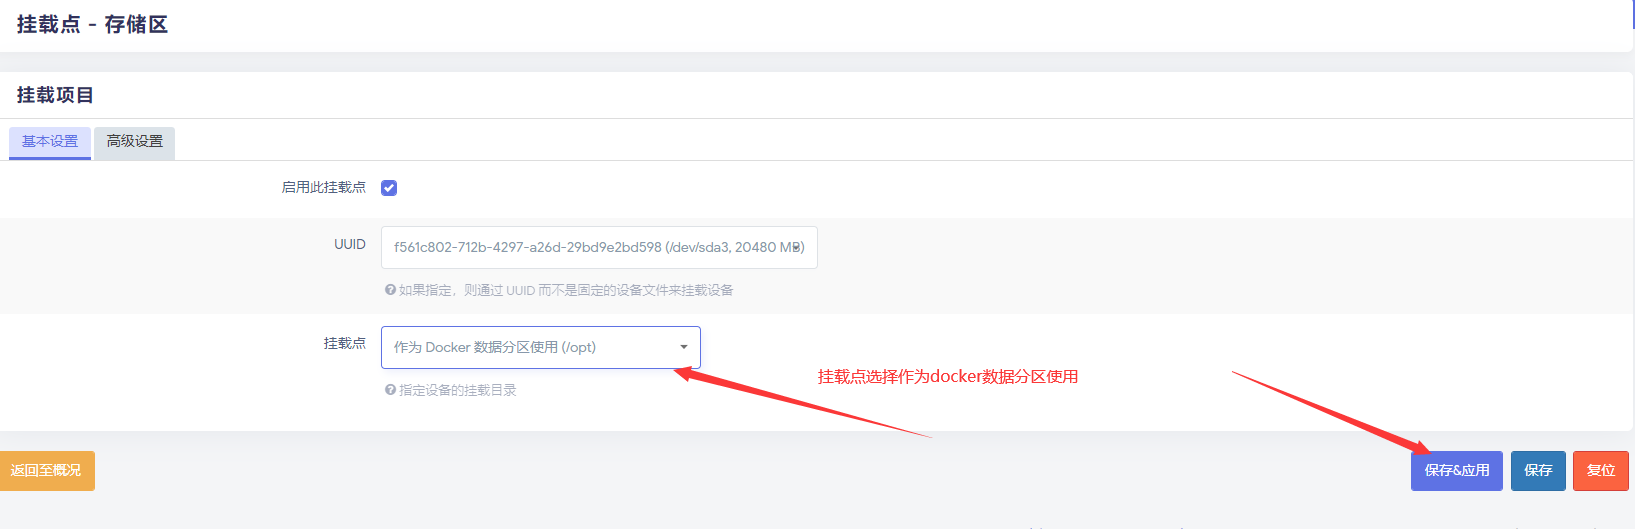 挂载点 - 存储区
挂载项目
基本设置 高级设置
启用此挂载点
UUID f561c802-712b-4297-a26d-29bd9e2bd598 (/dev/sda3, 20480 MB)
如果指定，则通过 UUID 而不是固定的设备文件来挂载设备
挂载点 作为 Docker 数据分区使用 (/opt)
挂载点选择作为docker数据分区使用
指定设备的挂载目录
返回至概况 保存&应用 保存 复位